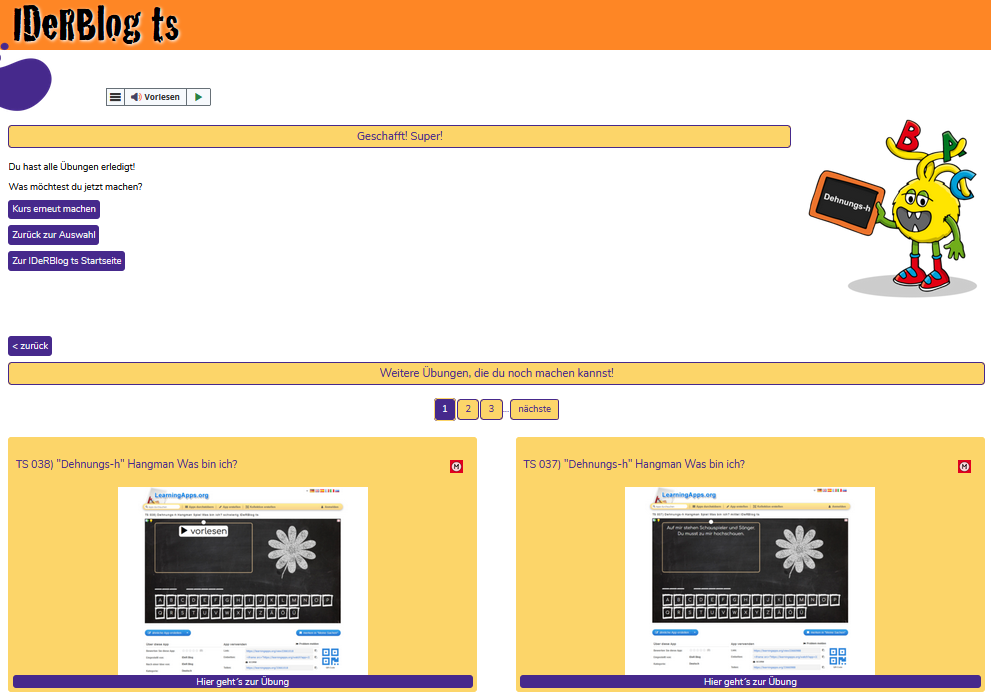 IDeRBlog ts
Vorlesen
Geschafft! Super!
B A C
Du hast alle Übungen erledigt!
Was möchtest du jetzt machen?
Dehnungs-h
Kurs erneut machen
Zurück zur Auswahl
Zur IDeRBlog ts Startseite
< zurück
Weitere Übungen, die du noch machen kannst!
1 2 3 ... nächste
TS 038) "Dehnungs-h" Hangman Was bin ich?
TS 037) "Dehnungs-h" Hangman Was bin ich?
LearningApps.org
vorlesen
A B C D E F G H I J K L M N O P
Q R S T U V W X Y Z Ä Ö Ü
LearningApps.org
Auf mir stehen Schauspieler und Sänger.
Du musst zu mir hochschauen.
A B C D E F G H I J K L M N O P
Q R S T U V W X Y Z Ä Ö Ü
Hier geht´s zur Übung
Hier geht´s zur Übung